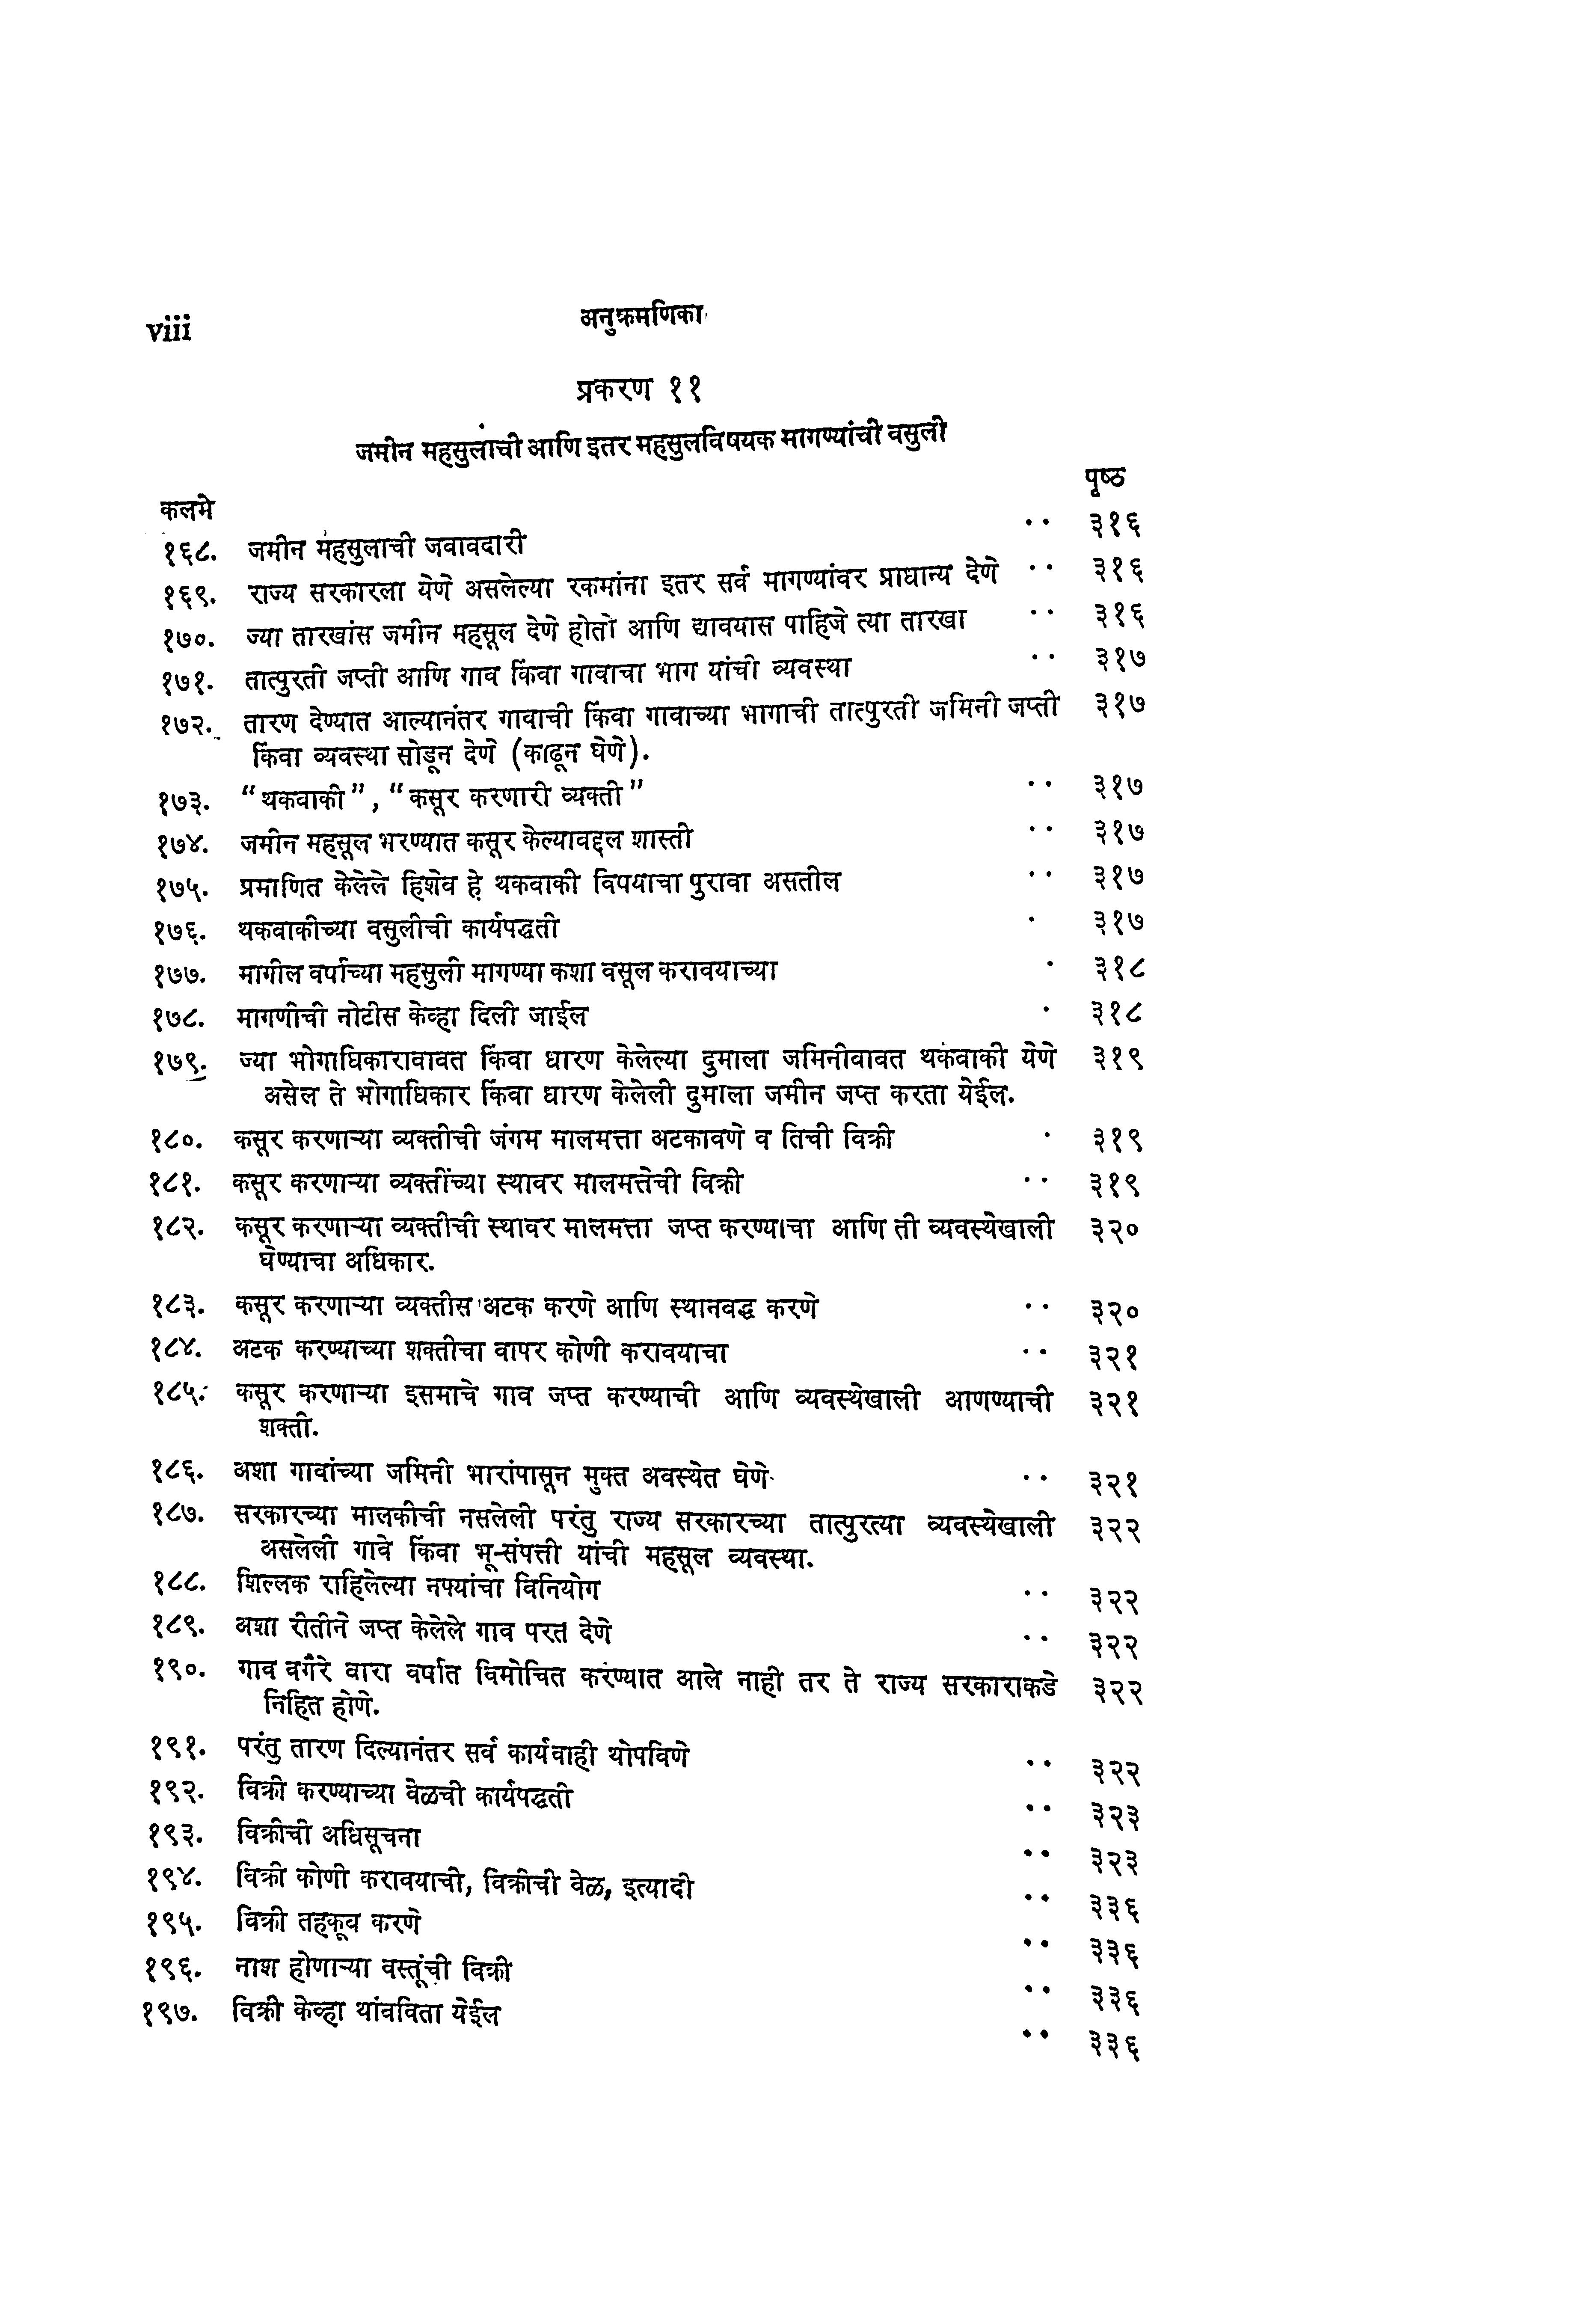 viii
अनुक्रमणिका
प्रकरण ११
जमीन महसुलाची आणि इतर महसुलविषयक मागण्यांची वसुली
पृष्ठ
कलमे
१६८. जमीन महसुलाची जबाबदारी .. ३१६
१६९. राज्य सरकारला येणे असलेल्या रकमांना इतर सर्व मागण्यांवर प्राधान्य देणे .. ३१६
१७०. ज्या तारखांस जमीन महसूल देणे होतो आणि द्यावयास पाहिजे त्या तारखा .. ३१६
१७१. तात्पुरती जप्ती आणि गाव किंवा गावाचा भाग यांची व्यवस्था .. ३१७
१७२. तारण देण्यात आल्यानंतर गावाची किंवा गावाच्या भागाची तात्पुरती जमिनी जप्ती ३१७
किंवा व्यवस्था सोडून देणे (काढून घेणे).
१७३. “थकबाकी”, “कसूर करणारी व्यक्ती” .. ३१७
१७४. जमीन महसूल भरण्यात कसूर केल्याबद्दल शास्ती .. ३१७
१७५. प्रमाणित केलेले हिशेब हे थकबाकी विषयाचा पुरावा असतील .. ३१७
१७६. थकबाकीच्या वसुलीची कार्यपद्धती . ३१७
१७७. मागील वर्षाच्या महसुली मागण्या कशा वसूल करावयाच्या . ३१८
१७८. मागणीची नोटीस केव्हा दिली जाईल . ३१८
१७९. ज्या भोगाधिकाराबाबत किंवा धारण केलेल्या दुमाला जमिनीबाबत थकबाकी येणे ३१९
असेल ते भोगाधिकार किंवा धारण केलेली दुमाला जमीन जप्त करता येईल.
१८०. कसूर करणाऱ्या व्यक्तीची जंगम मालमत्ता अटकावणे व तिची विक्री . ३१९
१८१. कसूर करणाऱ्या व्यक्तींच्या स्थावर मालमत्तेची विक्री .. ३१९
१८२. कसूर करणाऱ्या व्यक्तीची स्थावर मालमत्ता जप्त करण्याचा आणि ती व्यवस्थेखाली ३२०
घेण्याचा अधिकार.
१८३. कसूर करणाऱ्या व्यक्तीस अटक करणे आणि स्थानबद्ध करणे .. ३२०
१८४. अटक करण्याच्या शक्तीचा वापर कोणी करावयाचा .. ३२१
१८५. कसूर करणाऱ्या इसमाचे गाव जप्त करण्याची आणि व्यवस्थेखाली आणण्याची ३२१
शक्ती.
१८६. अशा गावांच्या जमिनी भारांपासून मुक्त अवस्थेत घेणे .. ३२१
१८७. सरकारच्या मालकीची नसलेली परंतु राज्य सरकारच्या तात्पुरत्या व्यवस्थेखाली ३२२
असलेली गावे किंवा भू-संपत्ती यांची महसूल व्यवस्था.
१८८. शिल्लक राहिलेल्या नफ्यांचा विनियोग .. ३२२
१८९. अशा रीतीने जप्त केलेले गाव परत देणे .. ३२२
१९०. गाव वगैरे बारा वर्षात विमोचित करण्यात आले नाही तर ते राज्य सरकाराकडे ३२२
निहित होणे.
१९१. परंतु तारण दिल्यानंतर सर्व कार्यवाही थोपविणे .. ३२२
१९२. विक्री करण्याच्या वेळची कार्यपद्धती .. ३२३
१९३. विक्रीची अधिसूचना .. ३२३
१९४. विक्री कोणी करावयाची, विक्रीची वेळ, इत्यादी .. ३३६
१९५. विक्री तहकूब करणे .. ३३६
१९६. नाश होणाऱ्या वस्तूंची विक्री .. ३३६
१९७. विक्री केव्हा थांबविता येईल .. ३३६